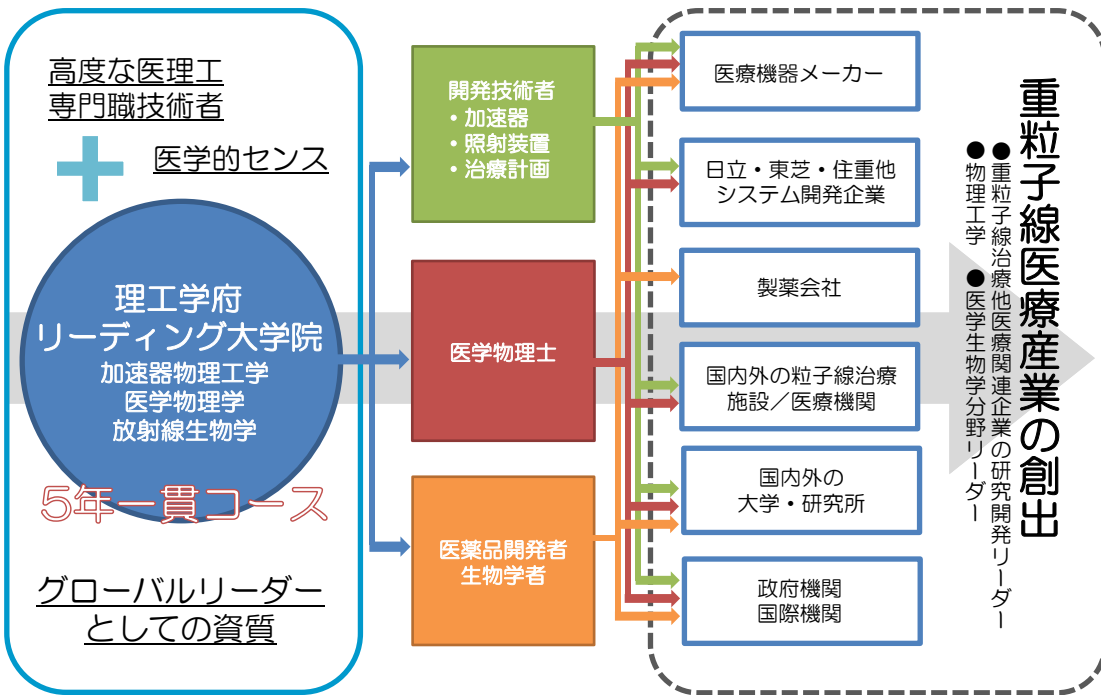 高度な医理工
専門職技術者
医学的センス
理工学府
リーディング大学院
加速器物理工学
医学物理学
放射線生物学
5年一貫コース
グローバルリーダー
としての資質
開発技術者
・加速器
・照射装置
・治療計画
医学物理士
医薬品開発者
生物学者
医療機器メーカー
日立・東芝・住重他
システム開発企業
製薬会社
国内外の粒子線治療
施設／医療機関
国内外の
大学・研究所
政府機関
国際機関
重粒子線医療産業の創出
●重粒子線治療他医療関連企業の研究開発リーダー
●物理工学 ●医学生物学分野リーダー